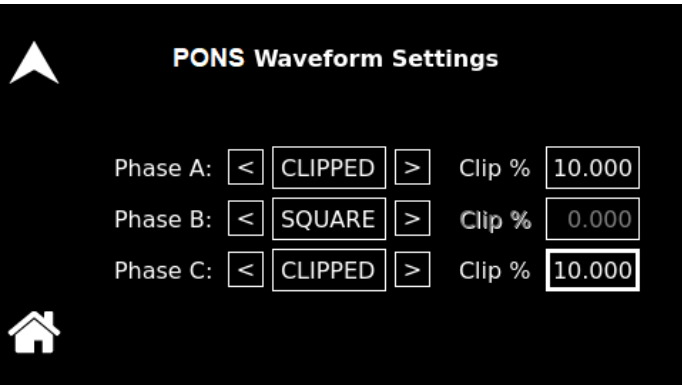 PONS Waveform Settings
Phase A: < CLIPPED > Clip % 10.000
Phase B: < SQUARE > Clip % 0.000
Phase C: < CLIPPED > Clip % 10.000